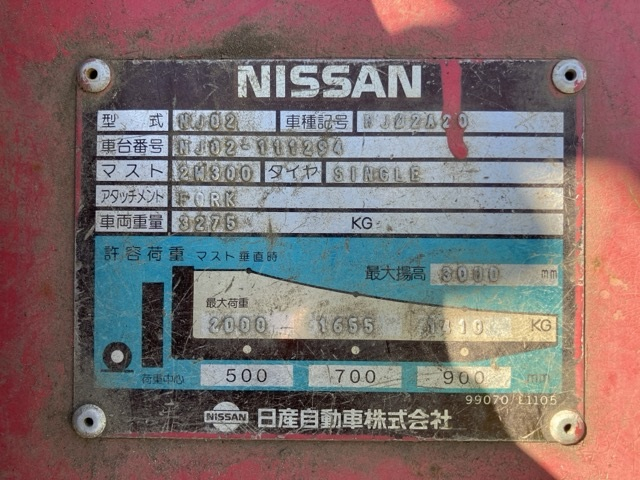 NISSAN
型式 NJ02 車種記号 NJ02A20
車台番号 NJ02-111294
マスト 2M300 タイヤ SINGLE
アタッチメント FORK
車両重量 3275 KG
許容荷重 マスト垂直時
最大揚高 3000 mm
最大荷重
2000 1655 1410 KG
荷重中心 500 700 900 mm
99070 L1105
NISSAN 日産自動車株式会社